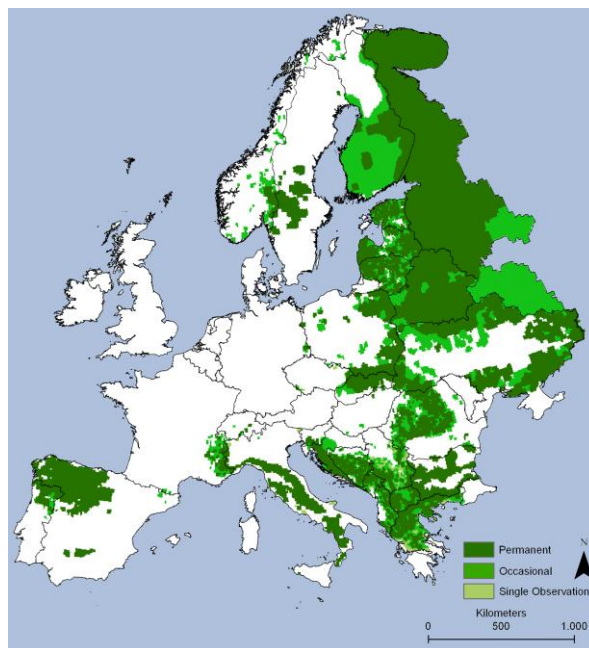 N
Permanent
Occasional
Single Observation
Kilometers
0 500 1.000